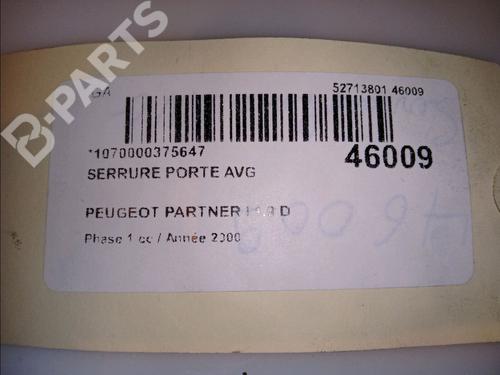 B-PARTS
52713801 46009
*1070000375647
46009
SERRURE PORTE AVG
PEUGEOT PARTNER D
Phase 1 / Année 2000